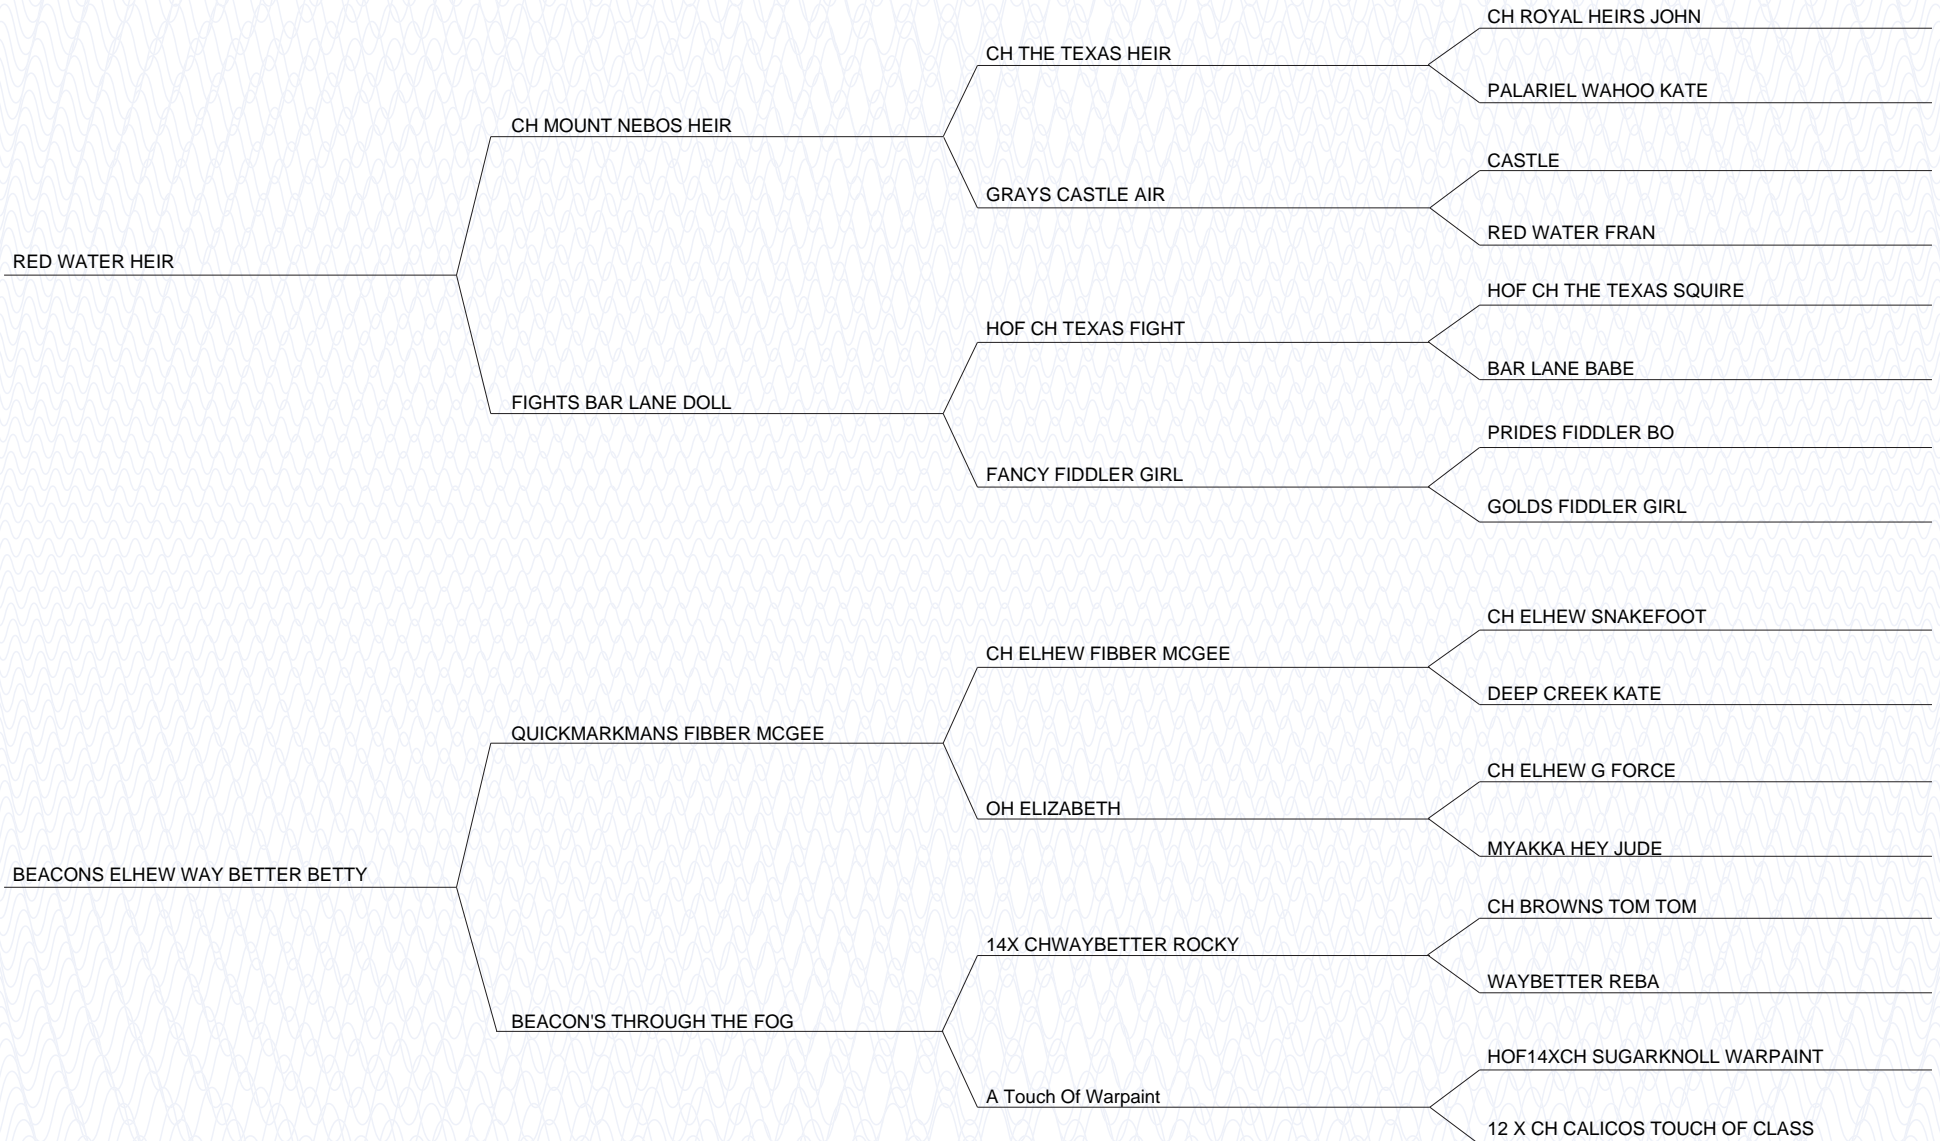 CH ROYAL HEIRS JOHN
CH THE TEXAS HEIR
PALARIEL WAHOO KATE
CH MOUNT NEBOS HEIR
CASTLE
GRAYS CASTLE AIR
RED WATER FRAN
RED WATER HEIR
HOF CH THE TEXAS SQUIRE
HOF CH TEXAS FIGHT
BAR LANE BABE
FIGHTS BAR LANE DOLL
PRIDES FIDDLER BO
FANCY FIDDLER GIRL
GOLDS FIDDLER GIRL
CH ELHEW SNAKEFOOT
CH ELHEW FIBBER MCGEE
DEEP CREEK KATE
QUICKMARKMANS FIBBER MCGEE
CH ELHEW G FORCE
OH ELIZABETH
MYAKKA HEY JUDE
BEACONS ELHEW WAY BETTER BETTY
CH BROWNS TOM TOM
14X CHWAYBETTER ROCKY
WAYBETTER REBA
BEACON'S THROUGH THE FOG
HOF14XCH SUGARKNOLL WARPAINT
A Touch Of Warpaint
12 X CH CALICOS TOUCH OF CLASS